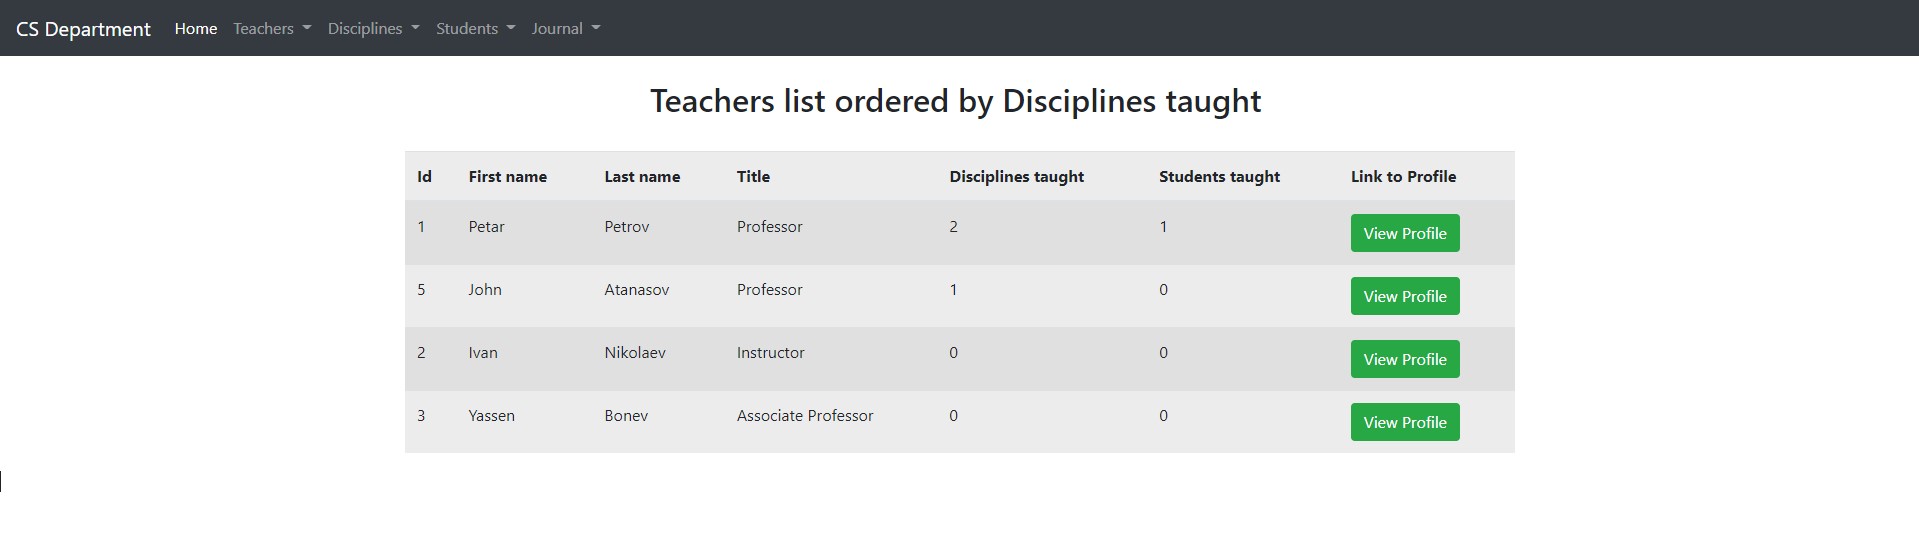 CS Department Home Teachers Disciplines Students Journal
Teachers list ordered by Disciplines taught
Id First name Last name Title Disciplines taught Students taught Link to Profile
1 Petar Petrov Professor 2 1 View Profile
5 John Atanasov Professor 1 0 View Profile
2 Ivan Nikolaev Instructor 0 0 View Profile
3 Yassen Bonev Associate Professor 0 0 View Profile